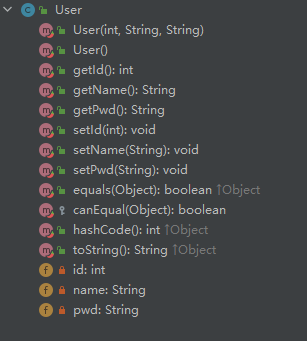 User
User(int, String, String)
User()
getId(): int
getName(): String
getPwd(): String
setId(int): void
setName(String): void
setPwd(String): void
equals(Object): boolean ↑Object
canEqual(Object): boolean
hashCode(): int ↑Object
toString(): String ↑Object
id: int
name: String
pwd: String